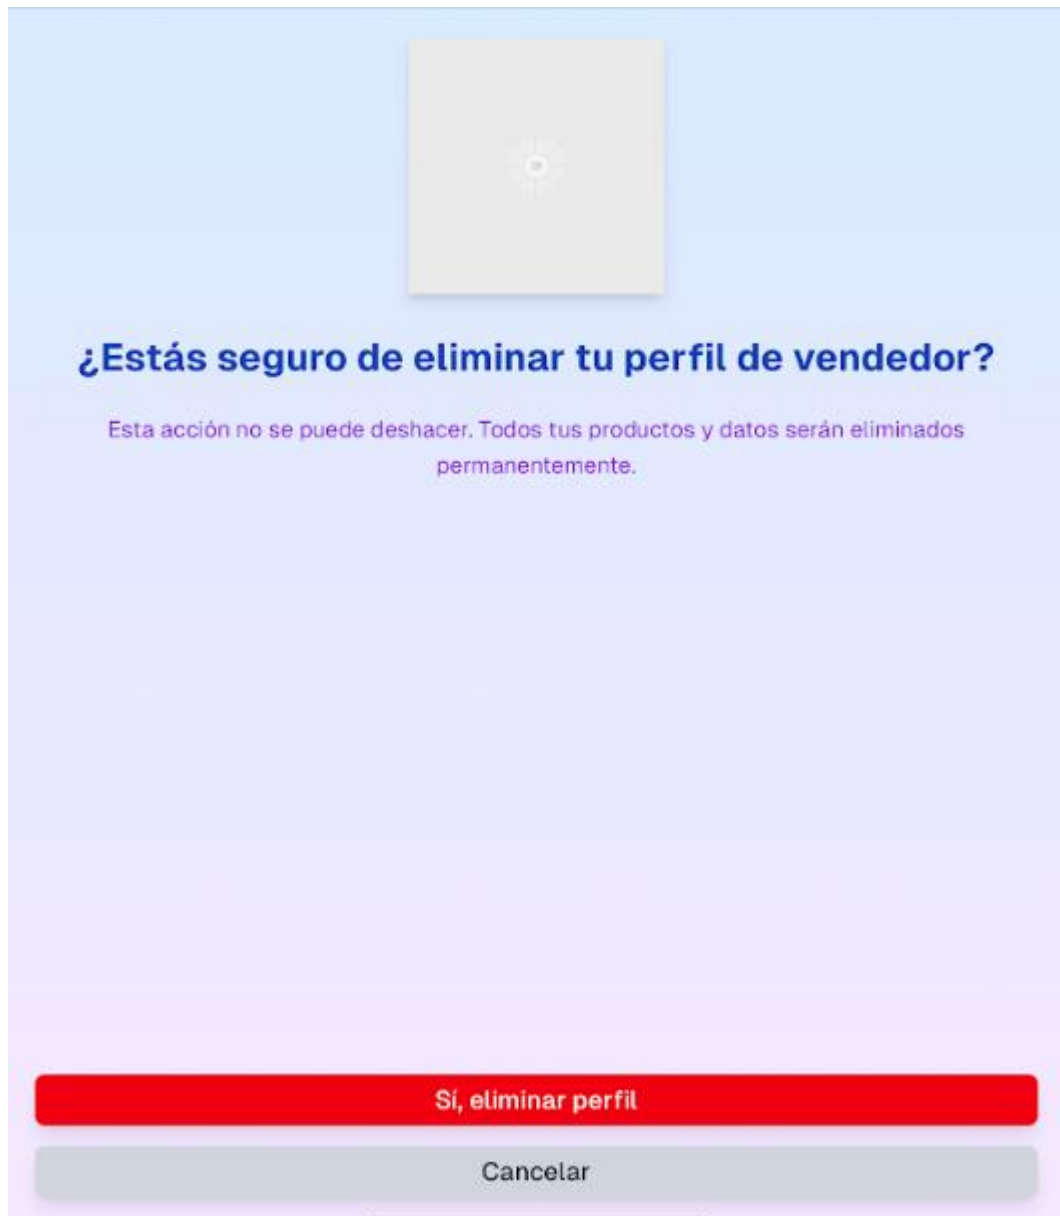 ¿Estás seguro de eliminar tu perfil de vendedor?
Esta acción no se puede deshacer. Todos tus productos y datos serán eliminados
permanentemente.
Sí, eliminar perfil
Cancelar